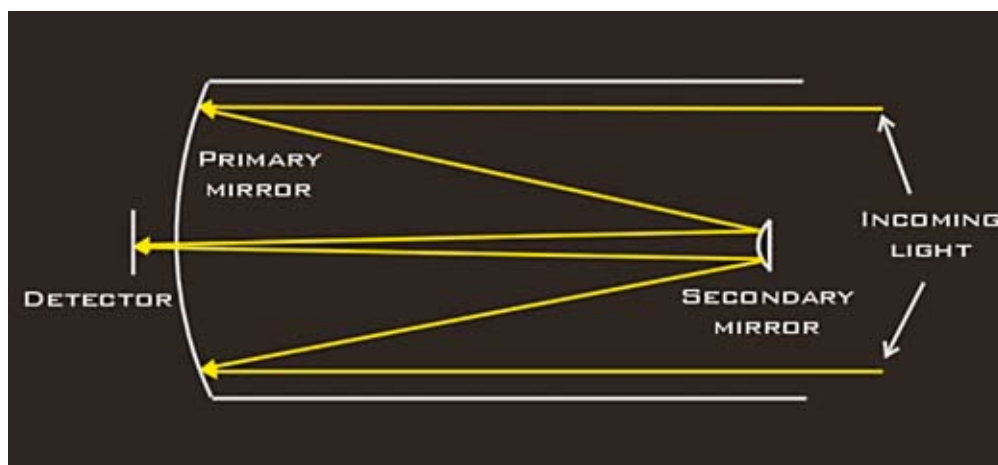 PRIMARY
MIRROR
INCOMING
LIGHT
DETECTOR
SECONDARY
MIRROR